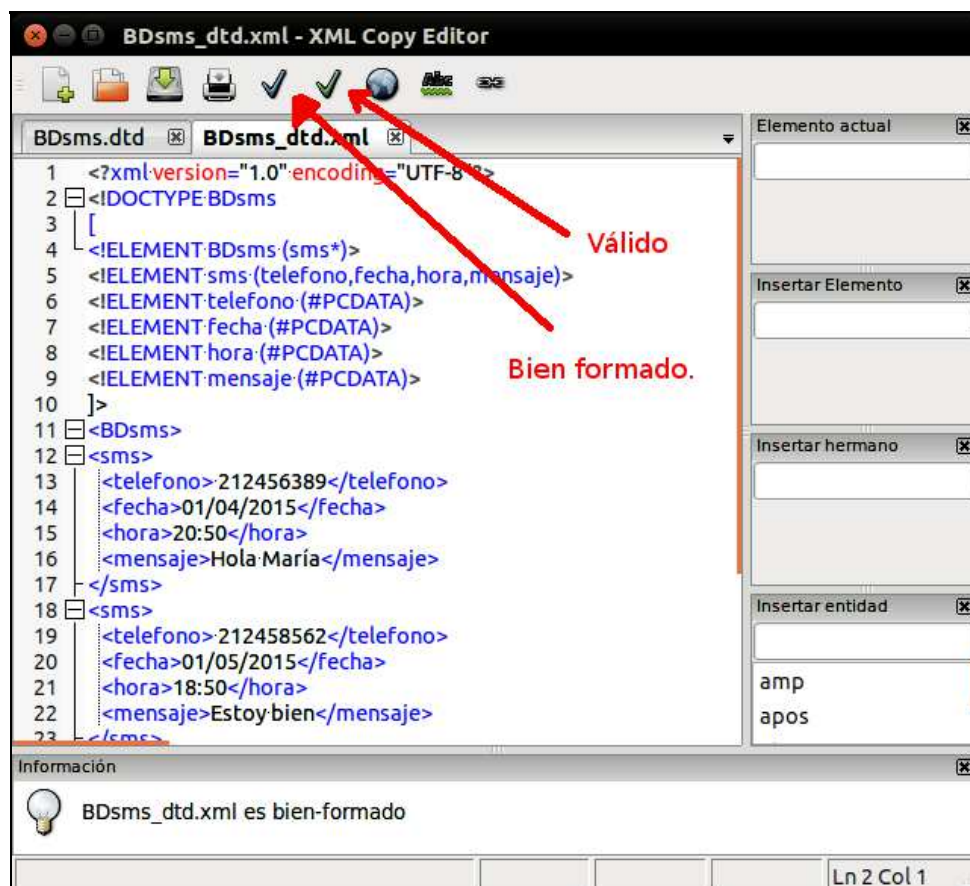 BDsms_dtd.xml - XML Copy Editor
Abc
BDsms.dtd BDsms_dtd.xml
Elemento actual
1 <?xml version="1.0" encoding="UTF-8"?>
2 <!DOCTYPE BDsms
3 [
4 <!ELEMENT BDsms (sms*)>
5 <!ELEMENT sms (telefono,fecha,hora,mensaje)>
6 <!ELEMENT telefono (#PCDATA)>
7 <!ELEMENT fecha (#PCDATA)>
8 <!ELEMENT hora (#PCDATA)>
9 <!ELEMENT mensaje (#PCDATA)>
10 ]>
11 <BDsms>
12 <sms>
13 <telefono> 212456389</telefono>
14 <fecha>01/04/2015</fecha>
15 <hora>20:50</hora>
16 <mensaje>Hola María</mensaje>
17 </sms>
18 <sms>
19 <telefono> 212458562</telefono>
20 <fecha>01/05/2015</fecha>
21 <hora>18:50</hora>
22 <mensaje>Estoy bien</mensaje>
23 </sms>
Válido
Bien formado.
Insertar Elemento
Insertar hermano
Insertar entidad
amp
apos
Información
BDsms_dtd.xml es bien-formado
Ln 2 Col 1